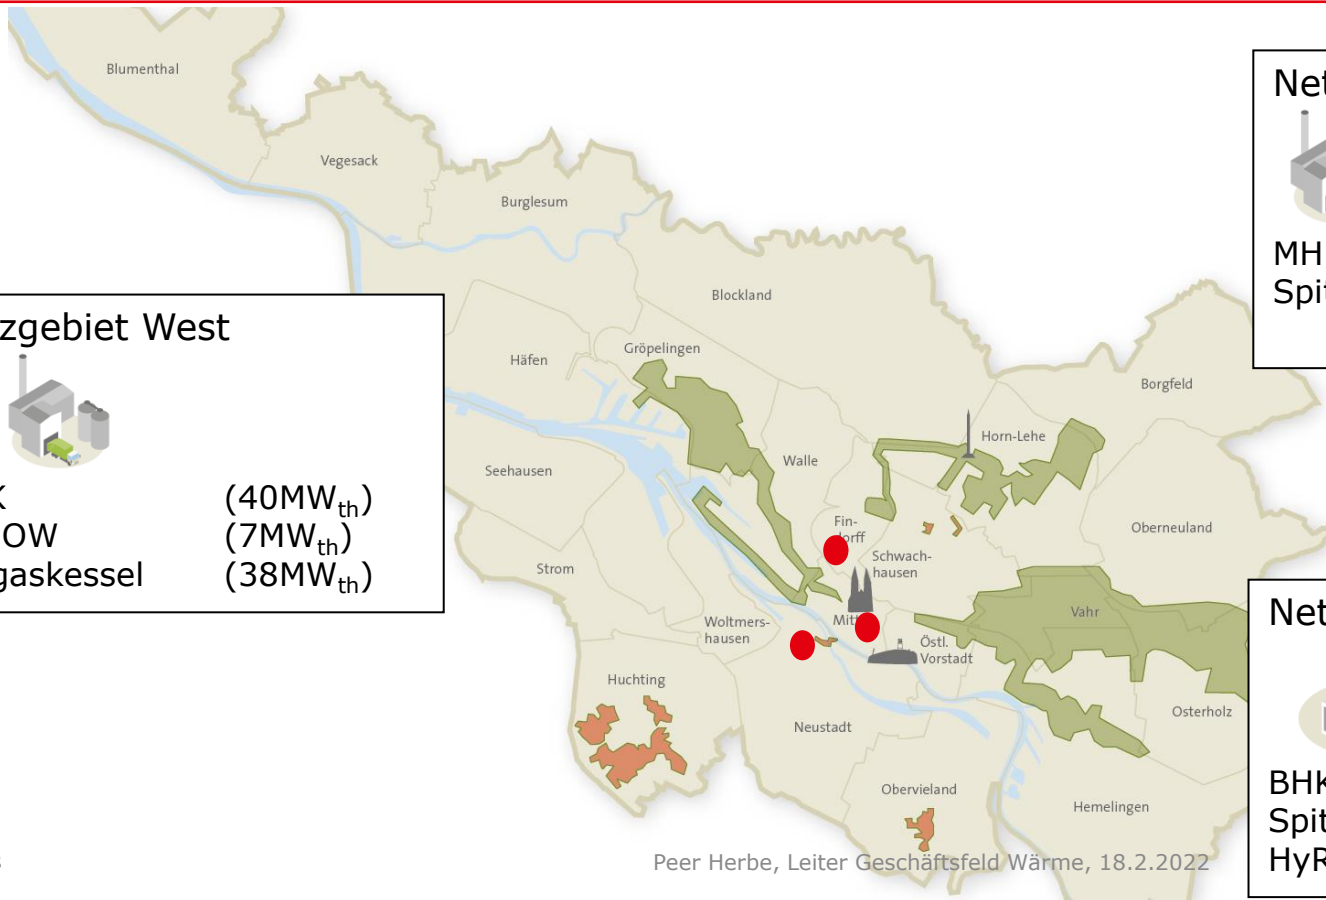 Blumenthal
Vegesack
Burglesum
Blockland
Häfen
Gröpelingen
Borgfeld
Horn-Lehe
Walle
Seehausen
Oberneuland
Fin-
dorff
Schwach-
hausen
Strom
Vahr
Woltmers-
hausen
Mitte
Östl.
Vorstadt
Huchting
Osterholz
Neustadt
Obervieland
Hemelingen
zgebiet West
K (40MWth)
OW (7MWth)
gaskessel (38MWth)
Net
MH
Spit
Net
BHK
Spit
HyR
Peer Herbe, Leiter Geschäftsfeld Wärme, 18.2.2022